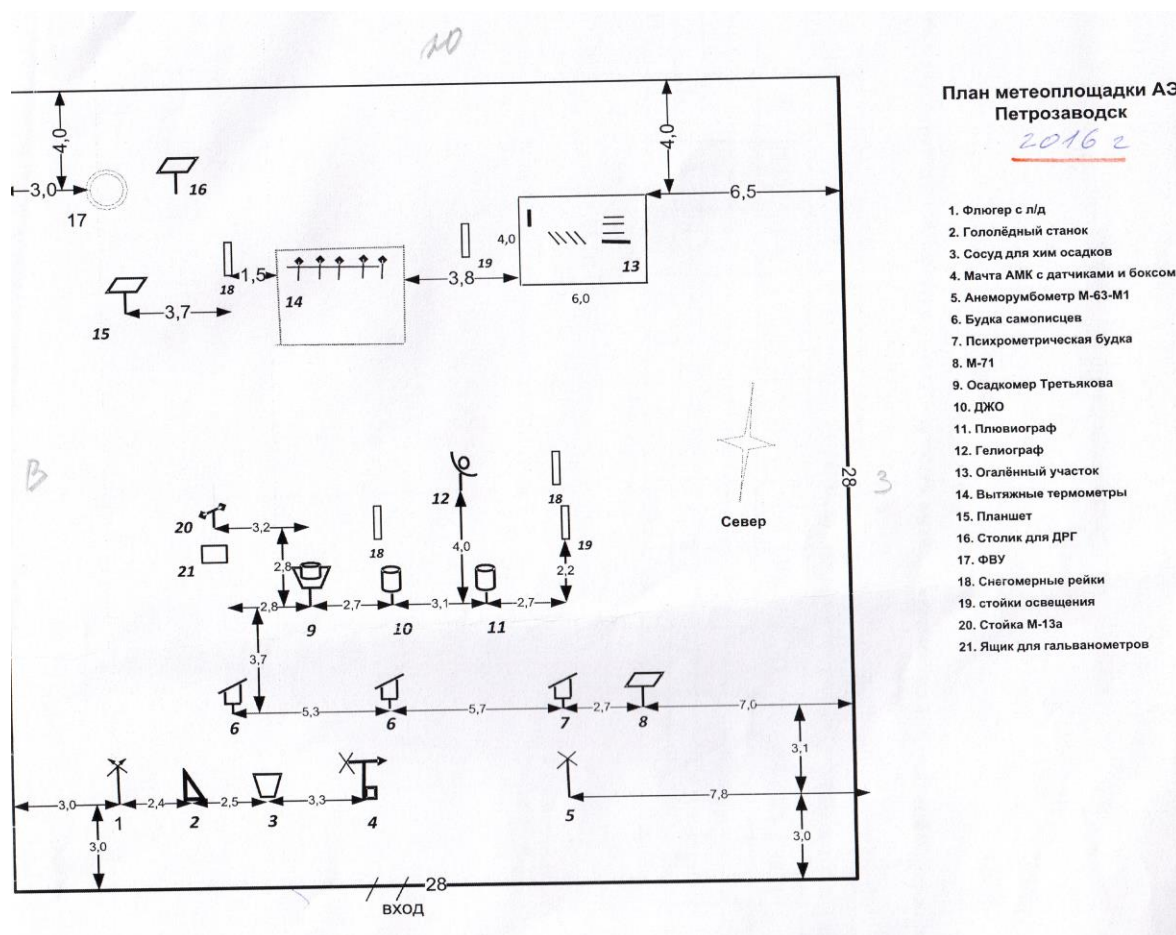 Ю
План метеоплощадки АЭ
Петрозаводск
2016 г
4,0
4,0
3,0
16
6,5
17
4,0
19
13
18
1,5
14
3,8
6,0
15
3,7
1. Флюгер с л/д
2. Гололёдный станок
3. Сосуд для хим осадков
4. Мачта АМК с датчиками и боксом
5. Анеморумбометр М-63-М1
6. Будка самописцев
7. Психрометрическая будка
8. М-71
9. Осадкомер Третьякова
10. ДЖО
11. Плювиограф
12. Гелиограф
13. Огалённый участок
14. Вытяжные термометры
15. Планшет
16. Столик для ДРГ
17. ФВУ
18. Снегомерные рейки
19. стойки освещения
20. Стойка М-13а
21. Ящик для гальванометров
В
28
З
12
18
Север
20
3,2
18
4,0
19
21
2,8
2,2
2,8
2,7
3,1
2,7
9
10
11
3,7
6
5,3
6
5,7
7
2,7
8
7,0
3,1
3,0
2,4
2,5
3,3
7,8
1
2
3
4
5
3,0
3,0
28
вход